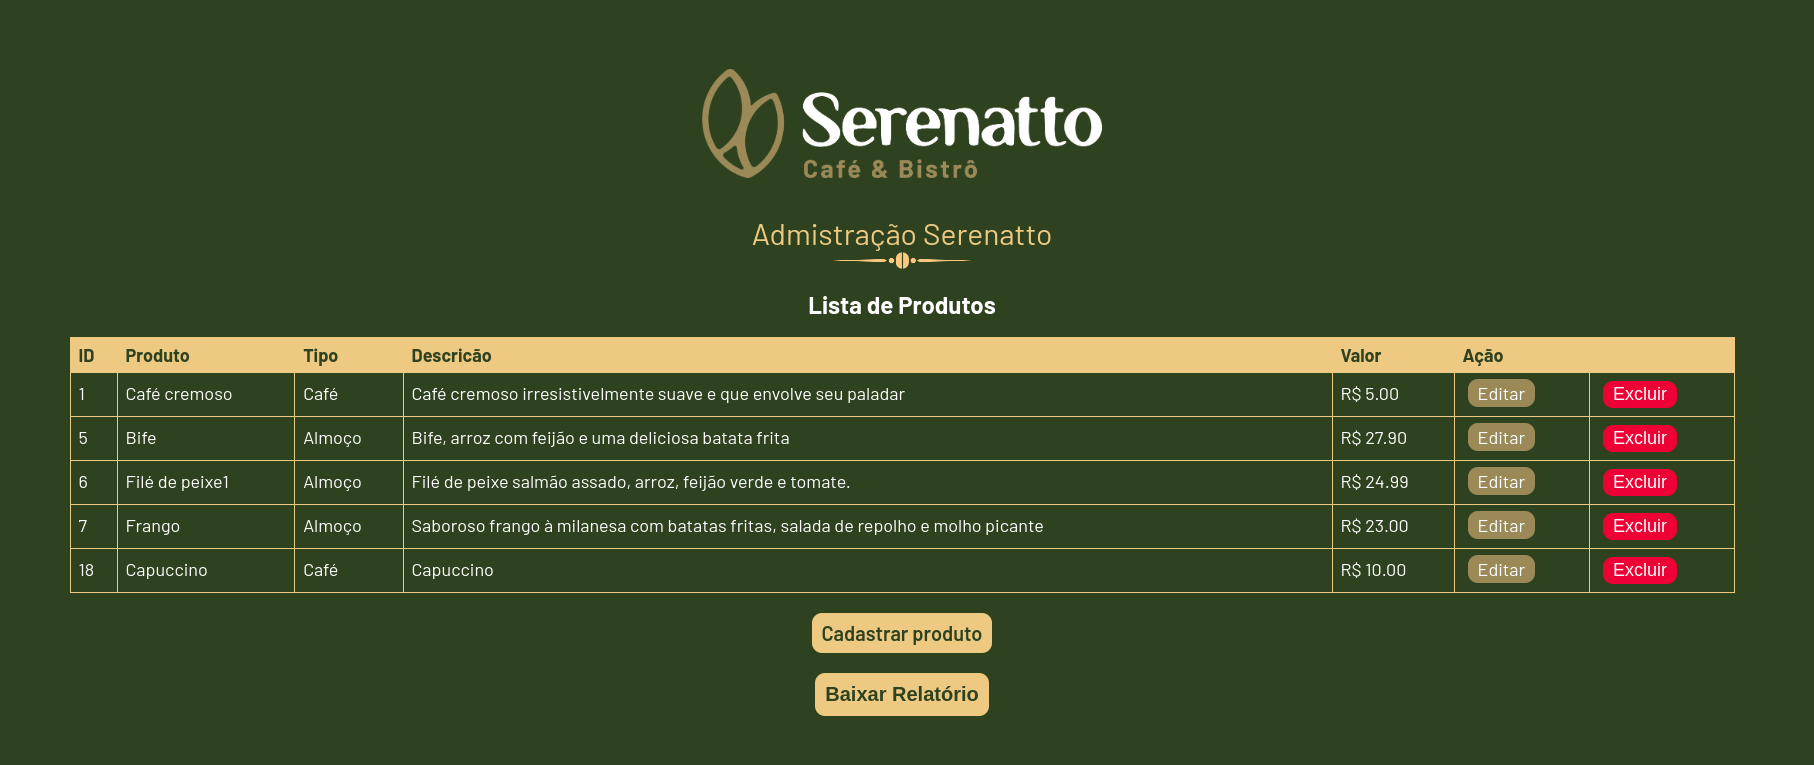 Serenatto
Café & Bistrô
Admistração Serenatto
Lista de Produtos
ID Produto Tipo Descricão Valor Ação
1 Café cremoso Café Café cremoso irresistivelmente suave e que envolve seu paladar R$ 5.00 Editar Excluir
5 Bife Almoço Bife, arroz com feijão e uma deliciosa batata frita R$ 27.90 Editar Excluir
6 Filé de peixe1 Almoço Filé de peixe salmão assado, arroz, feijão verde e tomate. R$ 24.99 Editar Excluir
7 Frango Almoço Saboroso frango à milanesa com batatas fritas, salada de repolho e molho picante R$ 23.00 Editar Excluir
18 Capuccino Café Capuccino R$ 10.00 Editar Excluir
Cadastrar produto
Baixar Relatório